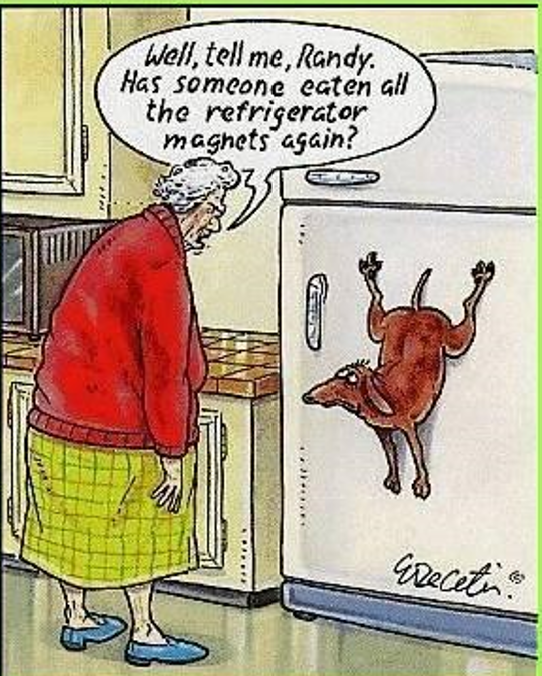 Well, tell me, Randy.
Has someone eaten all
the refrigerator
magnets again?